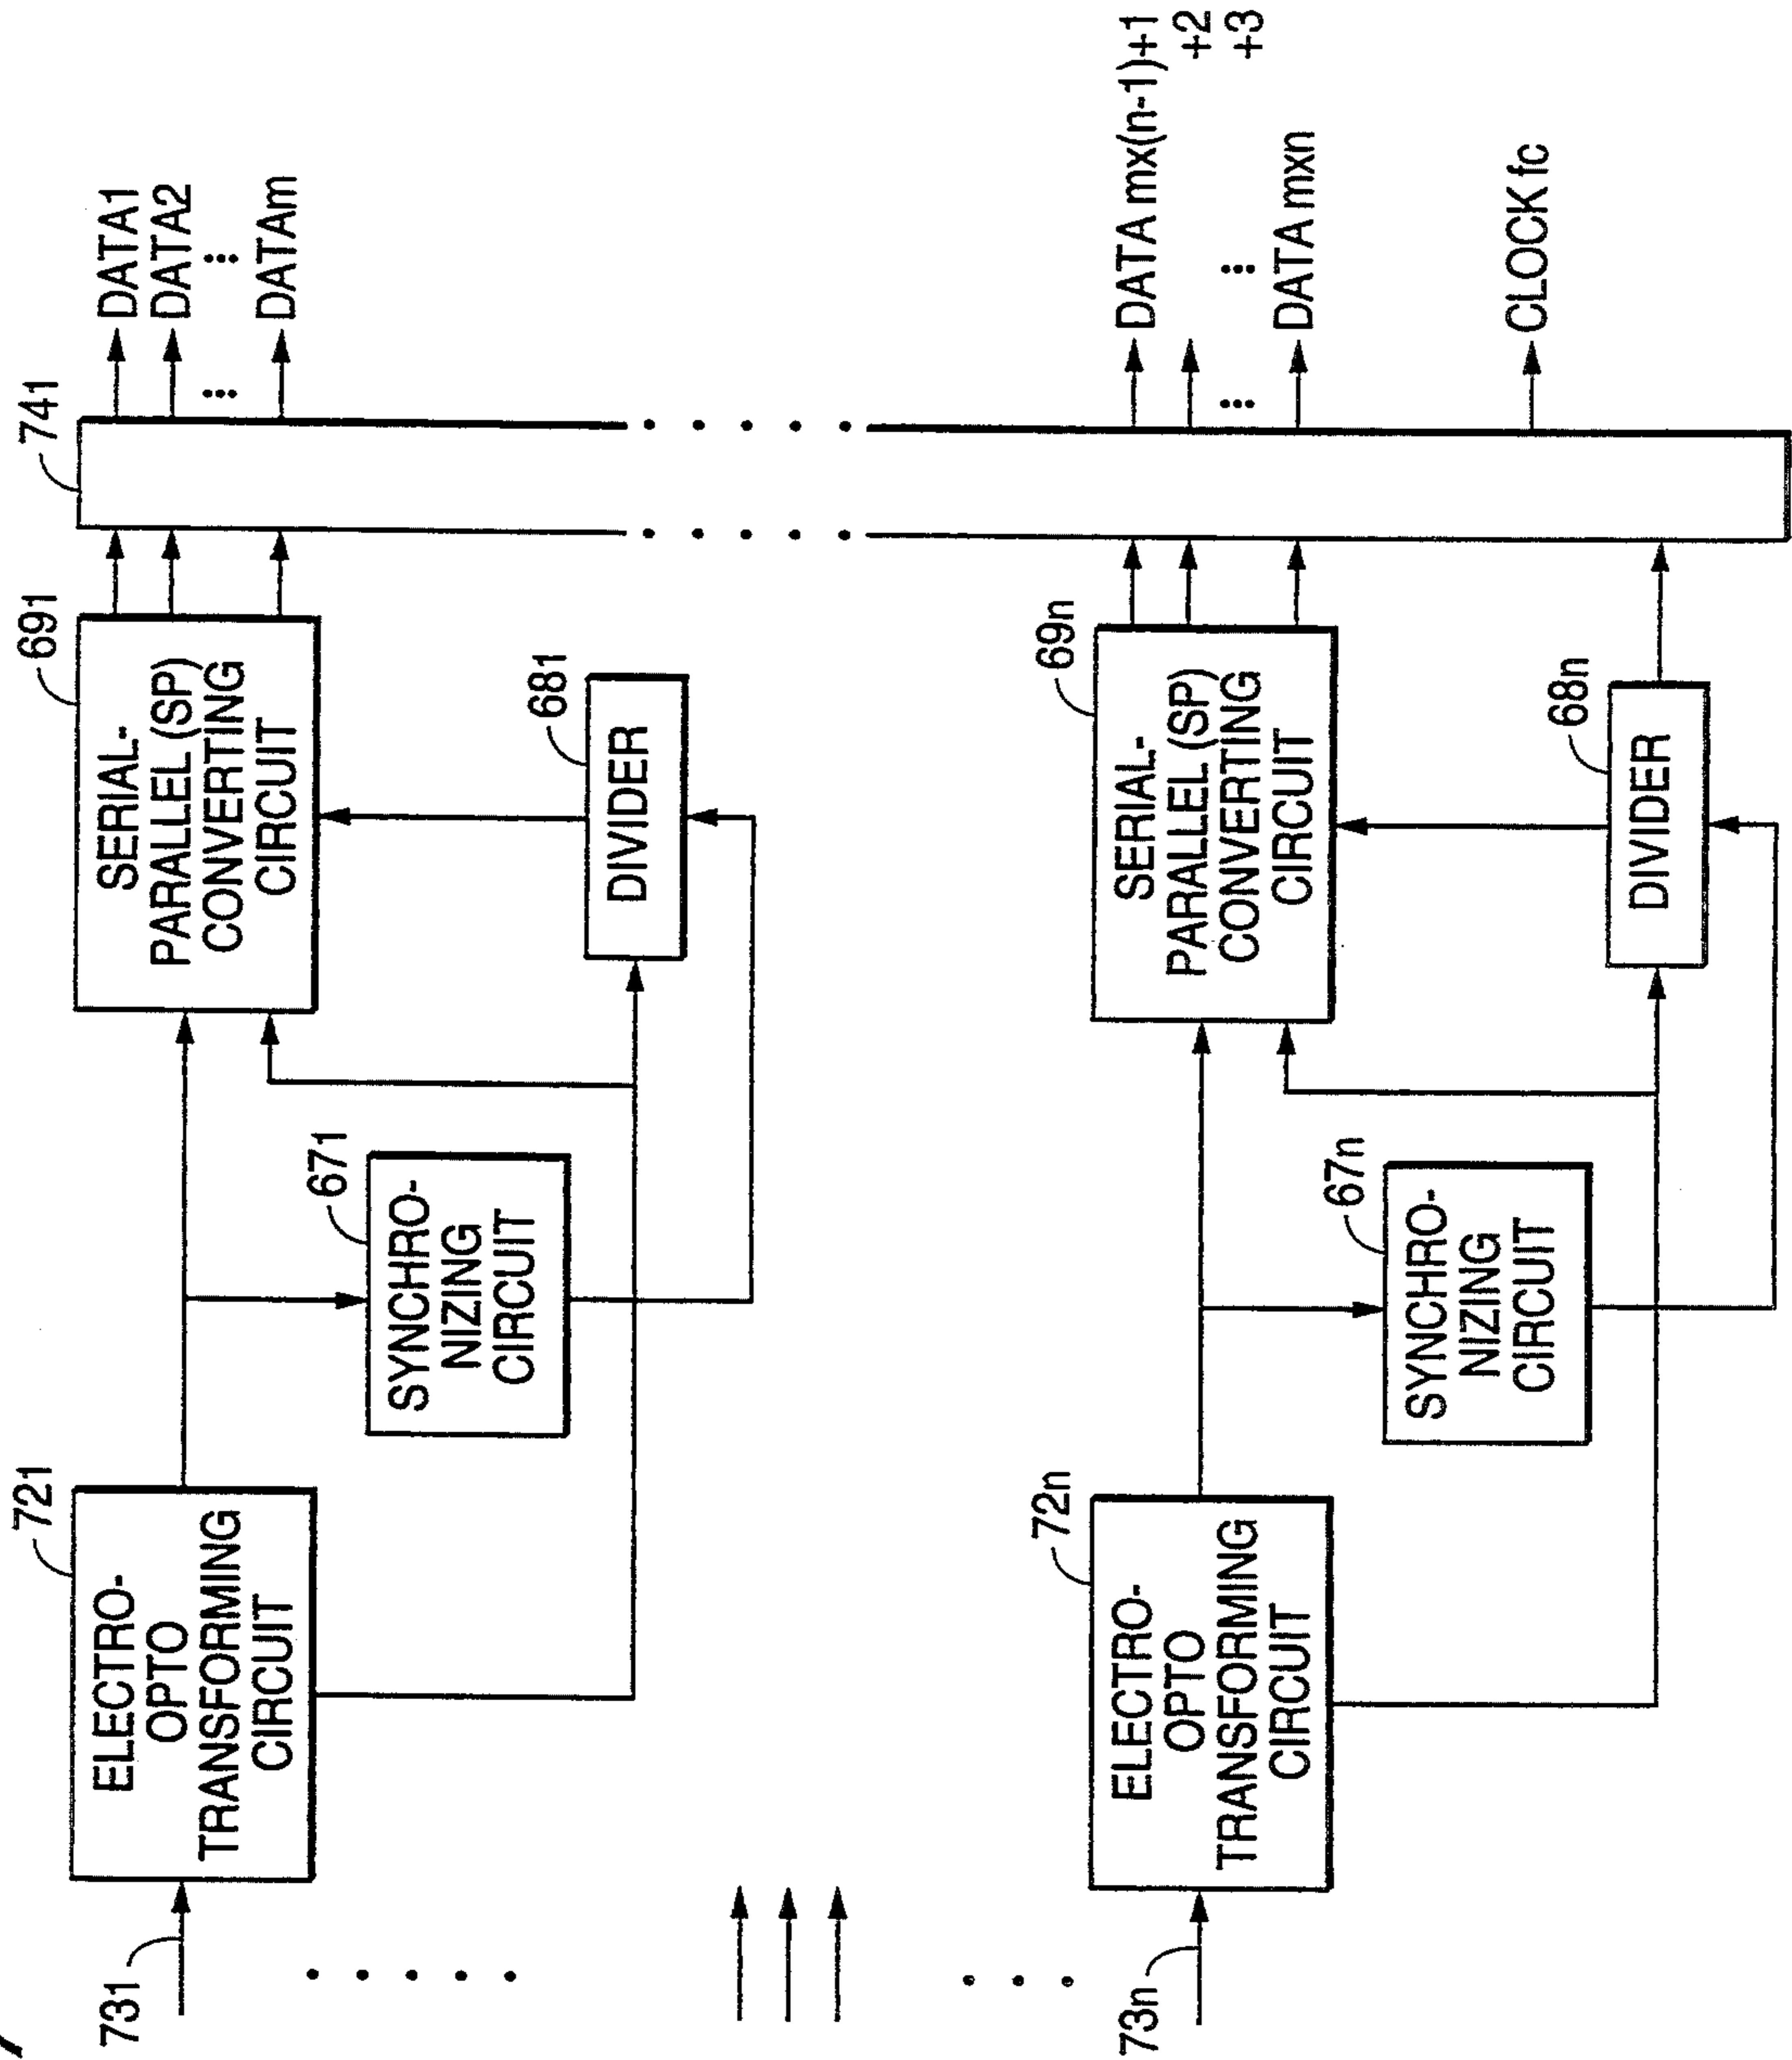 731
721
ELECTRO-
OPTO
TRANSFORMING
CIRCUIT
671
SYNCHRO-
NIZING
CIRCUIT
691
SERIAL-
PARALLEL (SP)
CONVERTING
CIRCUIT
681
DIVIDER
741
DATA1
DATA2
DATAm
73n
72n
ELECTRO-
OPTO
TRANSFORMING
CIRCUIT
67n
SYNCHRO-
NIZING
CIRCUIT
69n
SERIAL-
PARALLEL (SP)
CONVERTING
CIRCUIT
68n
DIVIDER
DATA mx(n-1)+1
+2
+3
DATA mxn
CLOCK fc